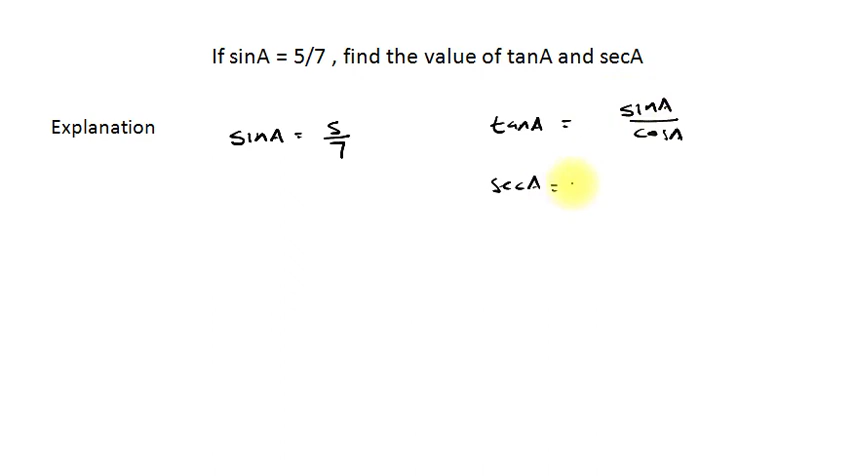 If sinA = 5/7 , find the value of tanA and secA
Explanation
sinA = 5/7
tanA = sinA/cosA
secA =